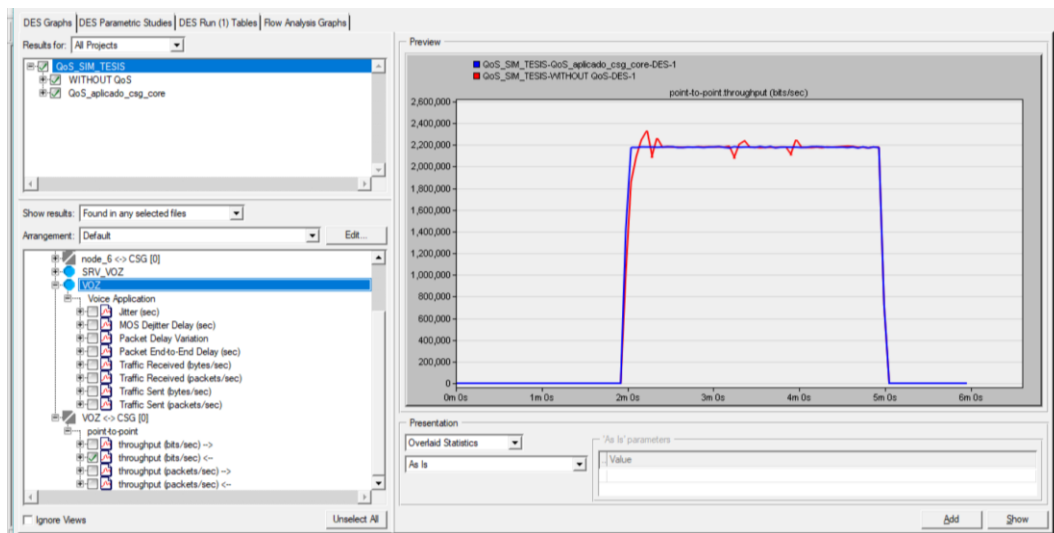 DES Graphs DES Parametric Studies DES Run (1) Tables Flow Analysis Graphs
Results for: All Projects
QoS_SIM_TESIS
WITHOUT QoS
QoS_aplicado_csg_core
Show results: Found in any selected files
Arrangement: Default Edit...
node_6 <-> CSG [0]
SRV_VOZ
VOZ
Voice Application
Jitter (sec)
MOS Dejitter Delay (sec)
Packet Delay Variation
Packet End-to-End Delay (sec)
Traffic Received (bytes/sec)
Traffic Received (packets/sec)
Traffic Sent (bytes/sec)
Traffic Sent (packets/sec)
VOZ <-> CSG [0]
point-to-point
throughput (bits/sec) -->
throughput (bits/sec) <--
throughput (packets/sec) -->
throughput (packets/sec) <--
Ignore Views Unselect All
Preview
QoS_SIM_TESIS-QoS_aplicado_csg_core-DES-1
QoS_SIM_TESIS-WITHOUT QoS-DES-1
point-to-point.throughput (bits/sec)
2,600,000
2,400,000
2,200,000
2,000,000
1,800,000
1,600,000
1,400,000
1,200,000
1,000,000
800,000
600,000
400,000
200,000
0
0m 0s 1m 0s 2m 0s 3m 0s 4m 0s 5m 0s 6m 0s
Presentation
Overlaid Statistics
As Is
'As Is' parameters
Value
Add Show